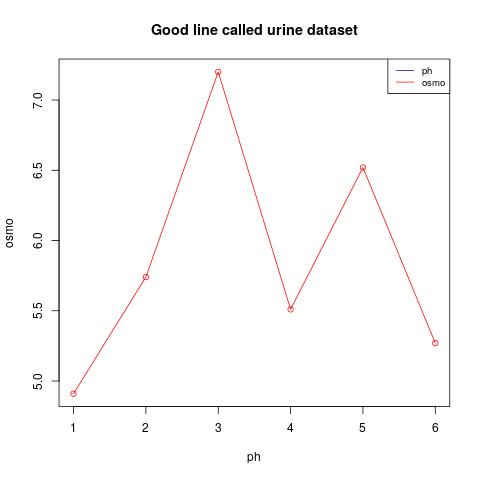 Good line called urine dataset
ph
osmo
7.0
6.5
6.0
5.5
5.0
osmo
1 2 3 4 5 6
ph